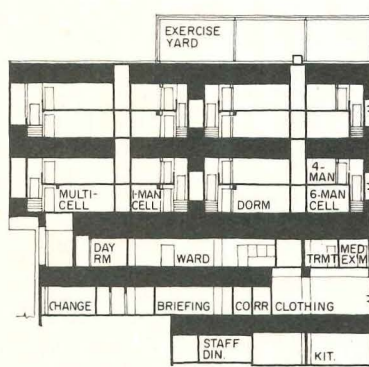 EXERCISE
YARD
MULTI-
CELL
1-MAN
CELL
DORM
4-
MAN
6-MAN
CELL
DAY
RM
WARD
TRMT
MED
EX'M
CHANGE
BRIEFING
CORR
CLOTHING
STAFF
DIN.
KIT.